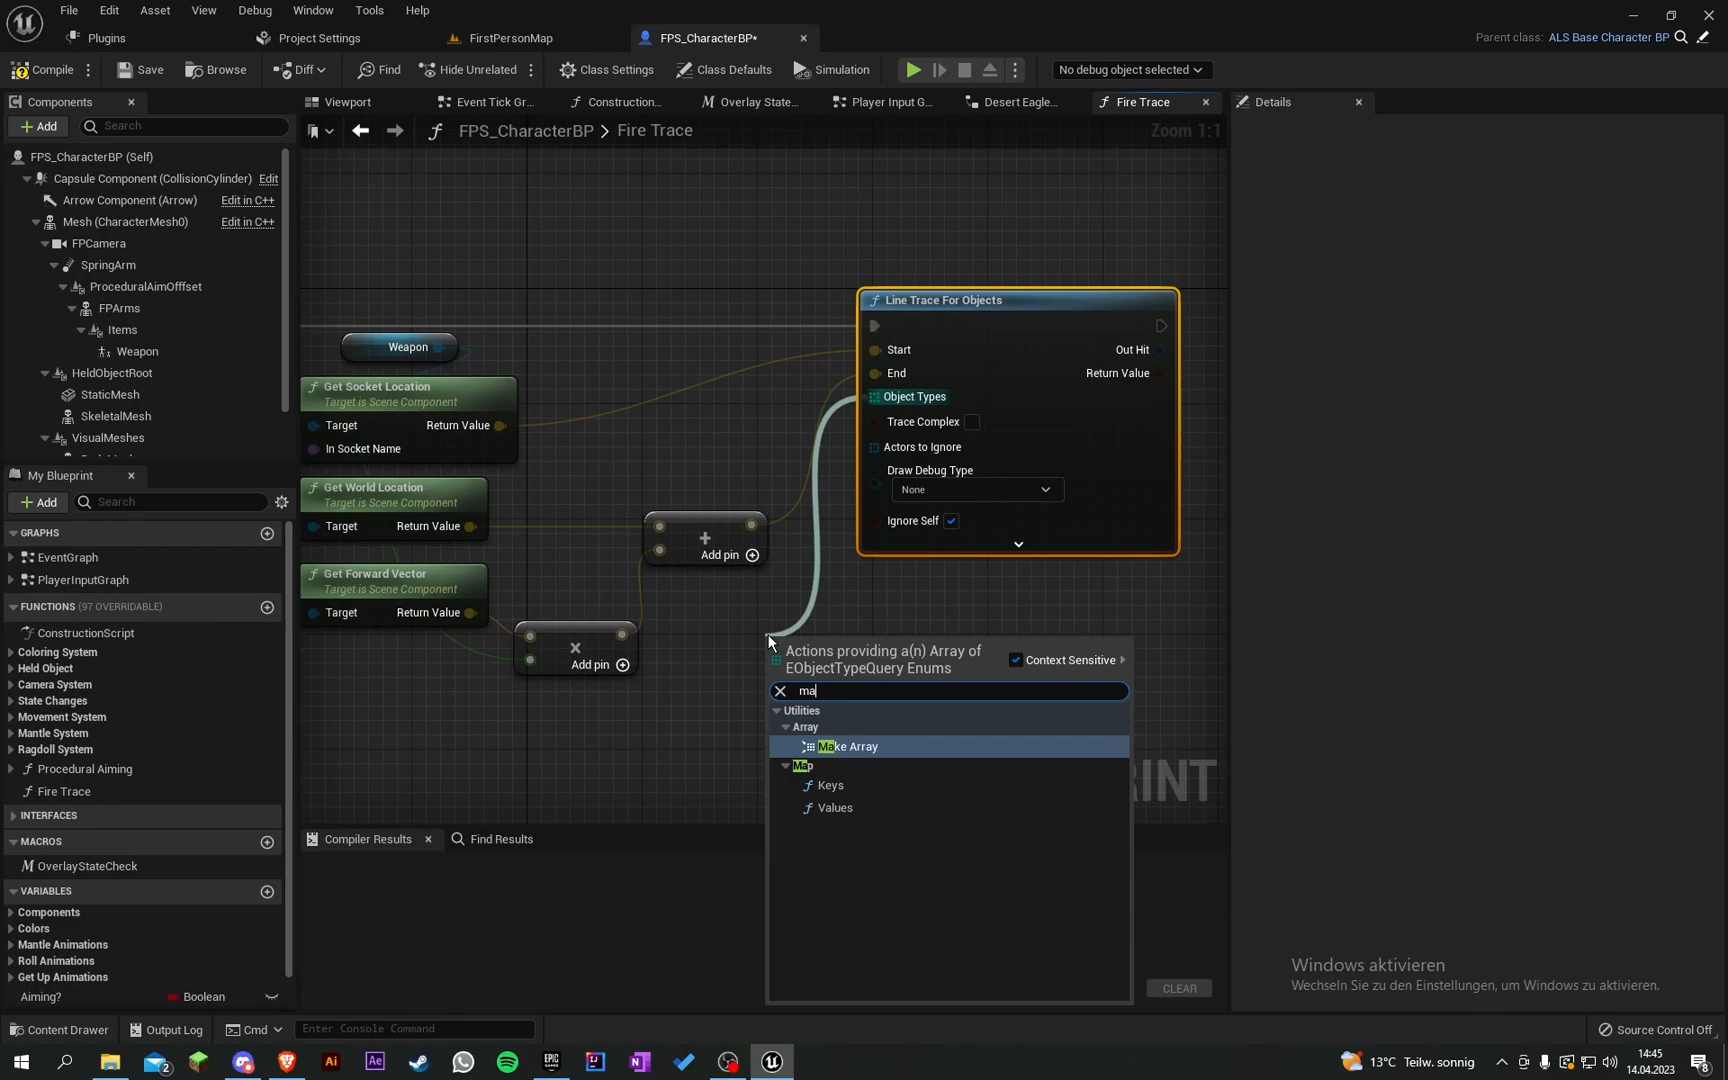 File Edit Asset View Debug Window Tools Help
Plugins Project Settings FirstPersonMap FPS_CharacterBP* Parent class: ALS Base Character BP
Compile Save Browse Diff Find Hide Unrelated Class Settings Class Defaults Simulation No debug object selected
Components Viewport Event Tick Gr... Construction... Overlay State... Player Input G... Desert Eagle... Fire Trace Details
Add Search FPS_CharacterBP > Fire Trace Zoom 1:1
FPS_CharacterBP (Self)
Capsule Component (CollisionCylinder) Edit
Arrow Component (Arrow) Edit in C++
Mesh (CharacterMesh0) Edit in C++
FPCamera
SpringArm
ProceduralAimOfffset
FPArms
Items
Weapon
HeldObjectRoot
StaticMesh
SkeletalMesh
VisualMeshes
My Blueprint
Add Search
GRAPHS
EventGraph
PlayerInputGraph
FUNCTIONS (97 OVERRIDABLE)
ConstructionScript
Coloring System
Held Object
Camera System
State Changes
Movement System
Mantle System
Ragdoll System
Procedural Aiming
Fire Trace
INTERFACES
MACROS
OverlayStateCheck
VARIABLES
Components
Colors
Mantle Animations
Roll Animations
Get Up Animations
Aiming? Boolean
Weapon
Get Socket Location
Target is Scene Component
Target Return Value
In Socket Name
Get World Location
Target is Scene Component
Target Return Value
Get Forward Vector
Target is Scene Component
Target Return Value
+
Add pin
×
Add pin
Line Trace For Objects
Start Out Hit
End Return Value
Object Types
Trace Complex
Actors to Ignore
Draw Debug Type
None
Ignore Self
Actions providing a(n) Array of
EObjectTypeQuery Enums
Context Sensitive
ma
Utilities
Array
Make Array
Map
Keys
Values
RINT
Compiler Results Find Results
CLEAR
Windows aktivieren
Wechseln Sie zu den Einstellungen, um Windows zu aktivieren.
Content Drawer Output Log Cmd Enter Console Command Source Control Off
2 Ai Ae EPIC GAMES IJ N 13°C Teilw. sonnig 14:45
14.04.2023 8